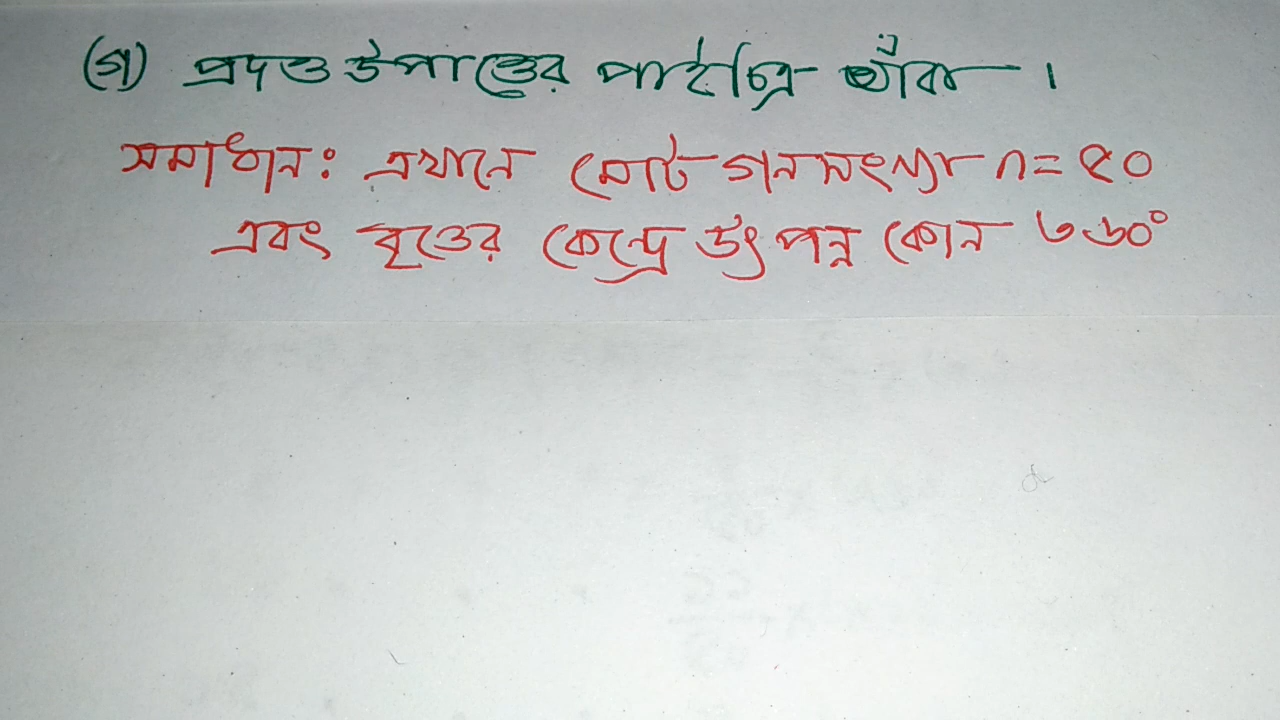 (গ) প্রদত্ত উপাত্তের পাইচিত্র আঁক ।
সমাধান: এখানে মোট গনসংখ্যা n = ৫০
এবং বৃত্তের কেন্দ্রে উৎপন্ন কোন ৩৬০°